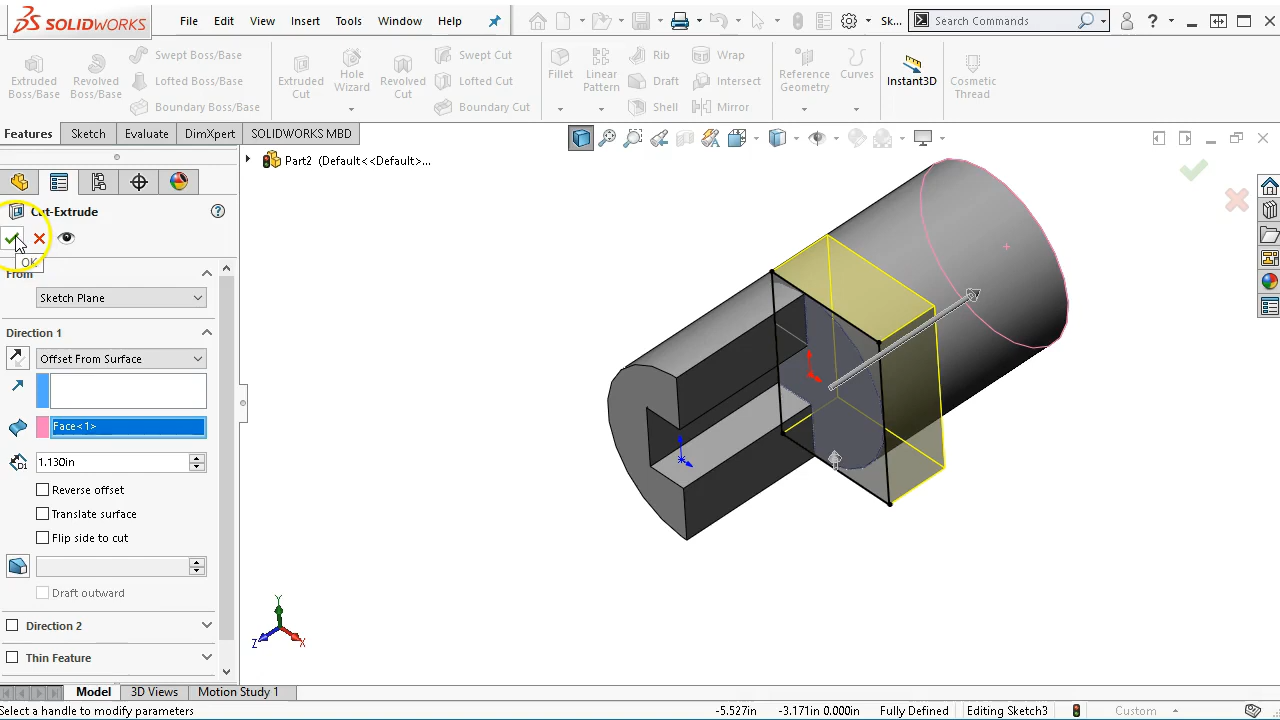 SOLIDWORKS File Edit View Insert Tools Window Help Sk... Search Commands ?
Extruded Boss/Base
Revolved Boss/Base
Swept Boss/Base
Lofted Boss/Base
Boundary Boss/Base
Extruded Cut
Hole Wizard
Revolved Cut
Swept Cut
Lofted Cut
Boundary Cut
Fillet
Linear Pattern
Rib
Draft
Shell
Wrap
Intersect
Mirror
Reference Geometry
Curves
Instant3D
Cosmetic Thread
Features Sketch Evaluate DimXpert SOLIDWORKS MBD
Part2 (Default<<Default>...
Cut-Extrude
OK
From
Sketch Plane
Direction 1
Offset From Surface
Face<1>
D1 1.130in
Reverse offset
Translate surface
Flip side to cut
Draft outward
Direction 2
Thin Feature
Y
Z X
Model 3D Views Motion Study 1
Select a handle to modify parameters -5.527in -3.171in 0.000in Fully Defined Editing Sketch3 Custom